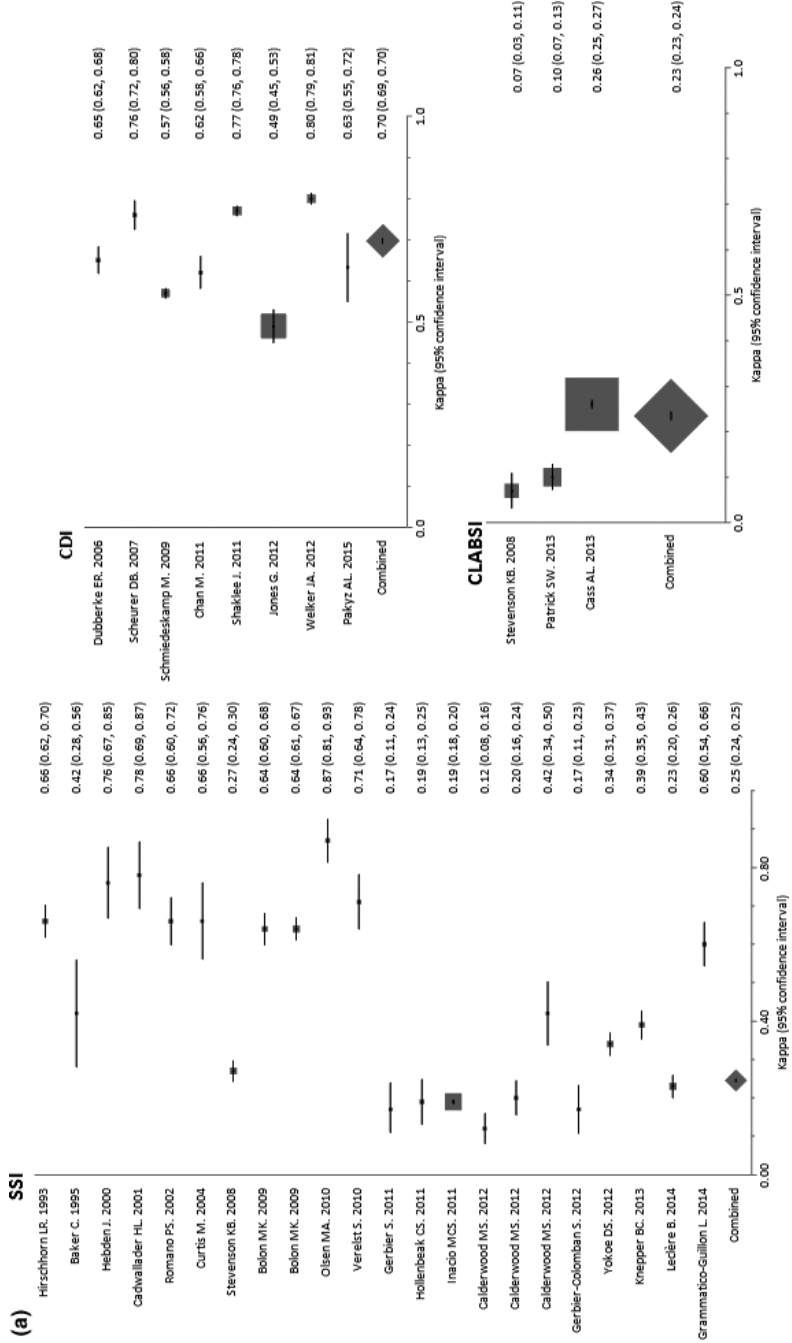 (a)
SSI
Hirschhorn LR. 1993 0.66 (0.62, 0.70)
Baker C. 1995 0.42 (0.28, 0.56)
Hebden J. 2000 0.76 (0.67, 0.85)
Cadwallader HL. 2001 0.78 (0.69, 0.87)
Romano PS. 2002 0.66 (0.60, 0.72)
Curtis M. 2004 0.66 (0.56, 0.76)
Stevenson KB. 2008 0.27 (0.24, 0.30)
Bolon MK. 2009 0.64 (0.60, 0.68)
Bolon MK. 2009 0.64 (0.61, 0.67)
Olsen MA. 2010 0.87 (0.81, 0.93)
Verelst S. 2010 0.71 (0.64, 0.78)
Gerbier S. 2011 0.17 (0.11, 0.24)
Hollenbeak CS. 2011 0.19 (0.13, 0.25)
Inacio MCS. 2011 0.19 (0.18, 0.20)
Calderwood MS. 2012 0.12 (0.08, 0.16)
Calderwood MS. 2012 0.20 (0.16, 0.24)
Calderwood MS. 2012 0.42 (0.34, 0.50)
Gerbier-Colomban S. 2012 0.17 (0.11, 0.23)
Yokoe DS. 2012 0.34 (0.31, 0.37)
Knepper BC. 2013 0.39 (0.35, 0.43)
Leclère B. 2014 0.23 (0.20, 0.26)
Grammatico-Guillon L. 2014 0.60 (0.54, 0.66)
Combined 0.25 (0.24, 0.25)
0.00 0.40 0.80
Kappa (95% confidence interval)
CDI
Dubberke ER. 2006 0.65 (0.62, 0.68)
Scheurer DB. 2007 0.76 (0.72, 0.80)
Schmiedeskamp M. 2009 0.57 (0.56, 0.58)
Chan M. 2011 0.62 (0.58, 0.66)
Shaklee J. 2011 0.77 (0.76, 0.78)
Jones G. 2012 0.49 (0.45, 0.53)
Welker JA. 2012 0.80 (0.79, 0.81)
Pakyz AL. 2015 0.63 (0.55, 0.72)
Combined 0.70 (0.69, 0.70)
0.0 0.5 1.0
Kappa (95% confidence interval)
CLABSI
Stevenson KB. 2008 0.07 (0.03, 0.11)
Patrick SW. 2013 0.10 (0.07, 0.13)
Cass AL. 2013 0.26 (0.25, 0.27)
Combined 0.23 (0.23, 0.24)
0.0 0.5 1.0
Kappa (95% confidence interval)